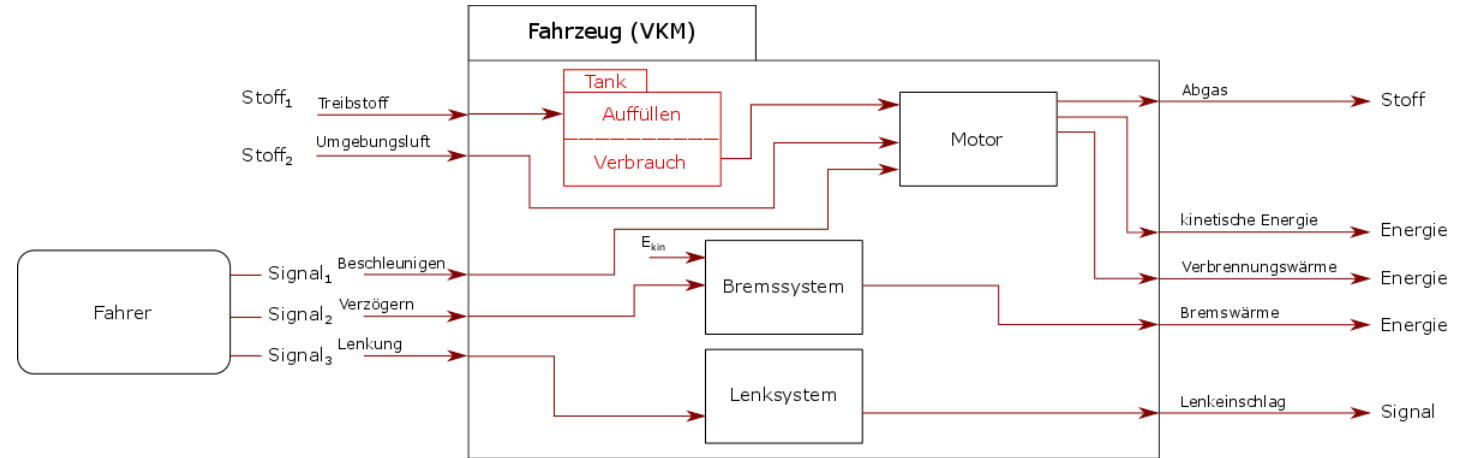 Fahrzeug (VKM)
Stoff₁ Treibstoff
Stoff₂ Umgebungsluft
Tank
Auffüllen
Verbrauch
Motor
Abgas Stoff
kinetische Energie Energie
Verbrennungswärme Energie
Bremswärme Energie
Fahrer
Signal₁ Beschleunigen
Signal₂ Verzögern
Signal₃ Lenkung
Eₖᵢₙ
Bremssystem
Lenksystem
Lenkeinschlag Signal